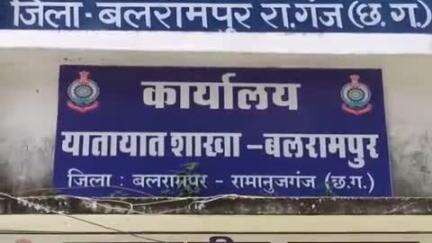 जिला - बलरामपुर रा.गंज (छ.ग.)
कार्यालय
यातायात शाखा – बलरामपुर
जिला : बलरामपुर - रामानुजगंज (छ.ग.)